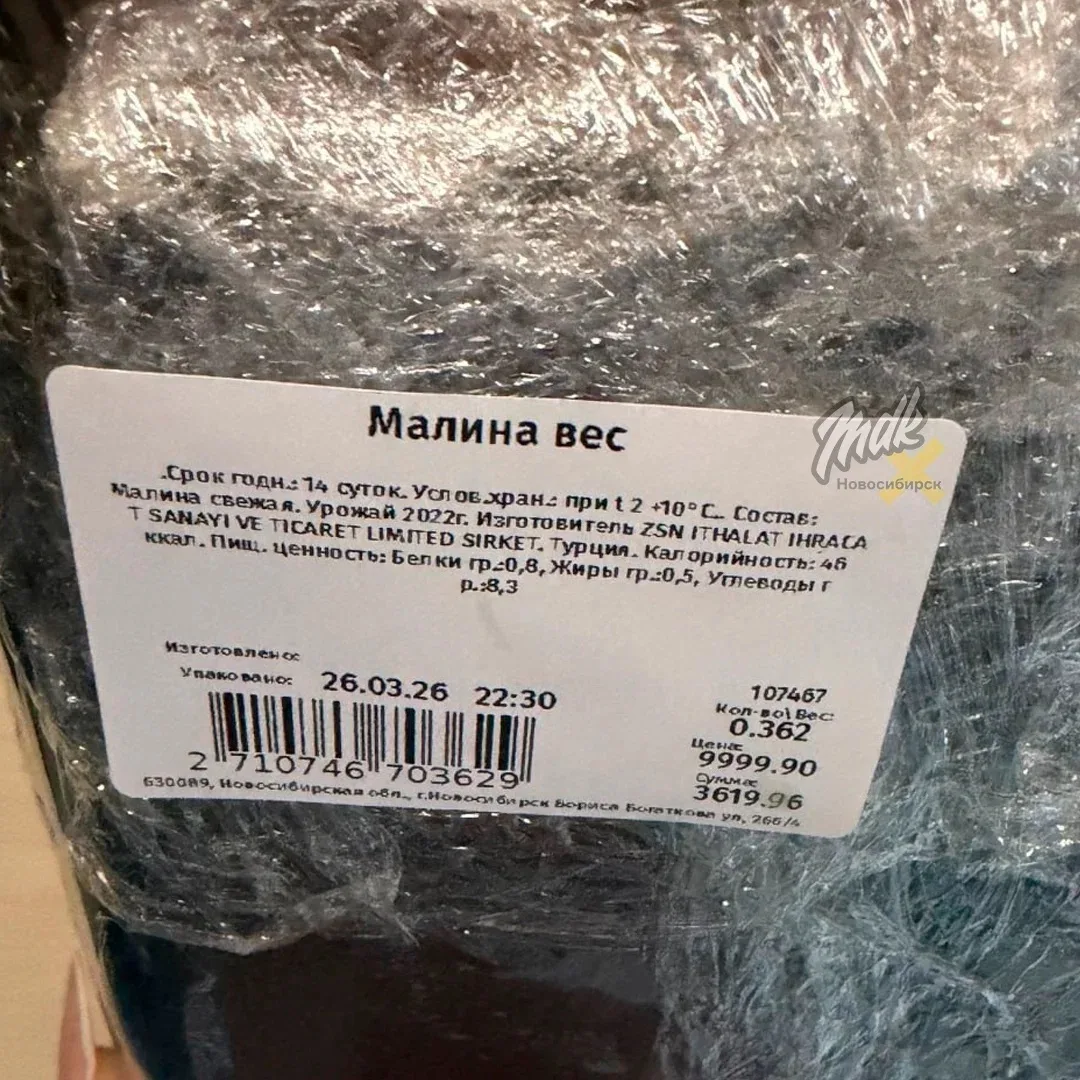 Малина вес
.Срок годн.: 14 суток. Услов.хран.: при t 2 +10°С.. Состав:
Малина свежая. Урожай 2022г. Изготовитель ZSN ITHALAT IHRACA
T SANAYI VE TICARET LIMITED SIRKET. Турция. Калорийность: 46
ккал. Пищ. ценность: Белки гр.:0,8, Жиры гр.:0,5, Углеводы г
р.:8,3
Изготовлено:
Упаковано: 26.03.26 22:30
107467
Кол-во\Вес:
0.362
Цена:
9999.90
Сумма:
3619.96
2 710746 703629
630089, Новосибирская обл., г.Новосибирск Бориса Богаткова ул, 266/4
mdk
Новосибирск